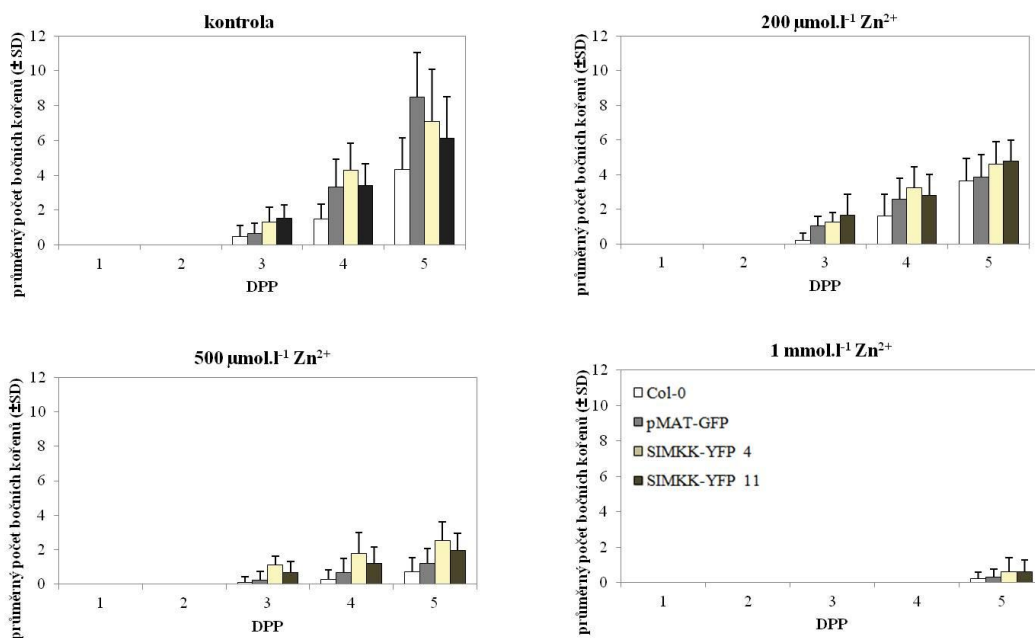 kontrola
průměrný počet bočních kořenů (±SD)
12
10
8
6
4
2
0
1 2 3 4 5
DPP
200 µmol.l⁻¹ Zn²⁺
průměrný počet bočních kořenů (±SD)
12
10
8
6
4
2
0
1 2 3 4 5
DPP
500 µmol.l⁻¹ Zn²⁺
průměrný počet bočních kořenů (±SD)
12
10
8
6
4
2
0
1 2 3 4 5
DPP
1 mmol.l⁻¹ Zn²⁺
průměrný počet bočních kořenů (±SD)
12
10
8
6
4
2
0
Col-0
pMAT-GFP
SIMKK-YFP 4
SIMKK-YFP 11
1 2 3 4 5
DPP